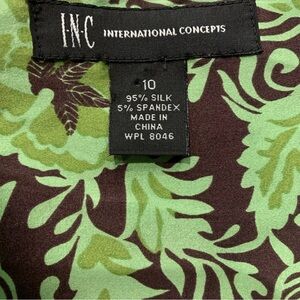 I·N·C INTERNATIONAL CONCEPTS
10
95% SILK
5% SPANDEX
MADE IN
CHINA
WPL 8046